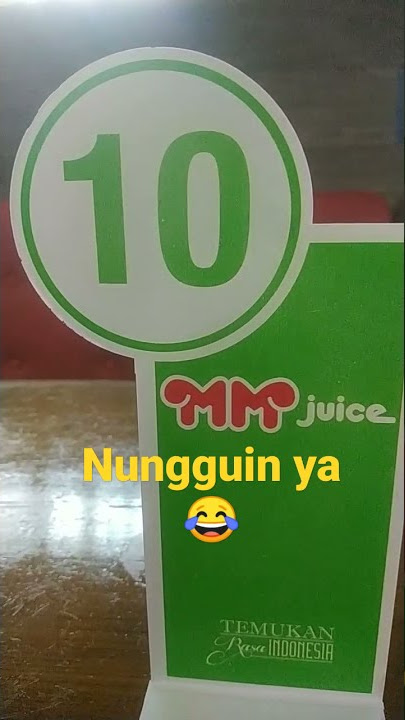 10
MM juice
Nungguin ya
😂
TEMUKAN
Rasa INDONESIA